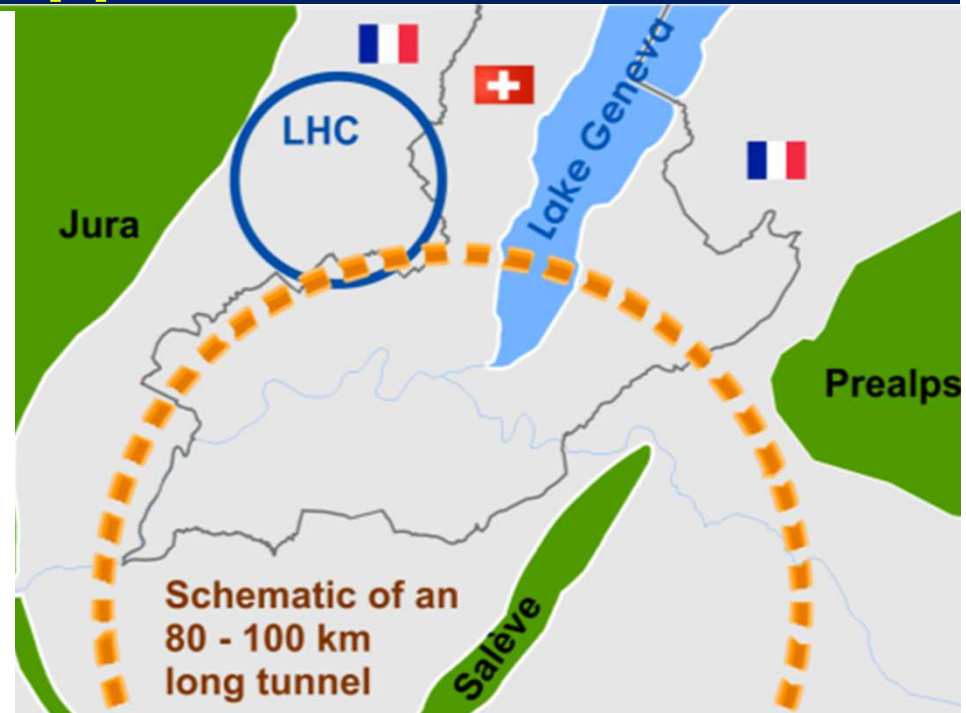 LHC
Lake Geneva
Jura
Prealps
Schematic of an
80 - 100 km
long tunnel
Salève